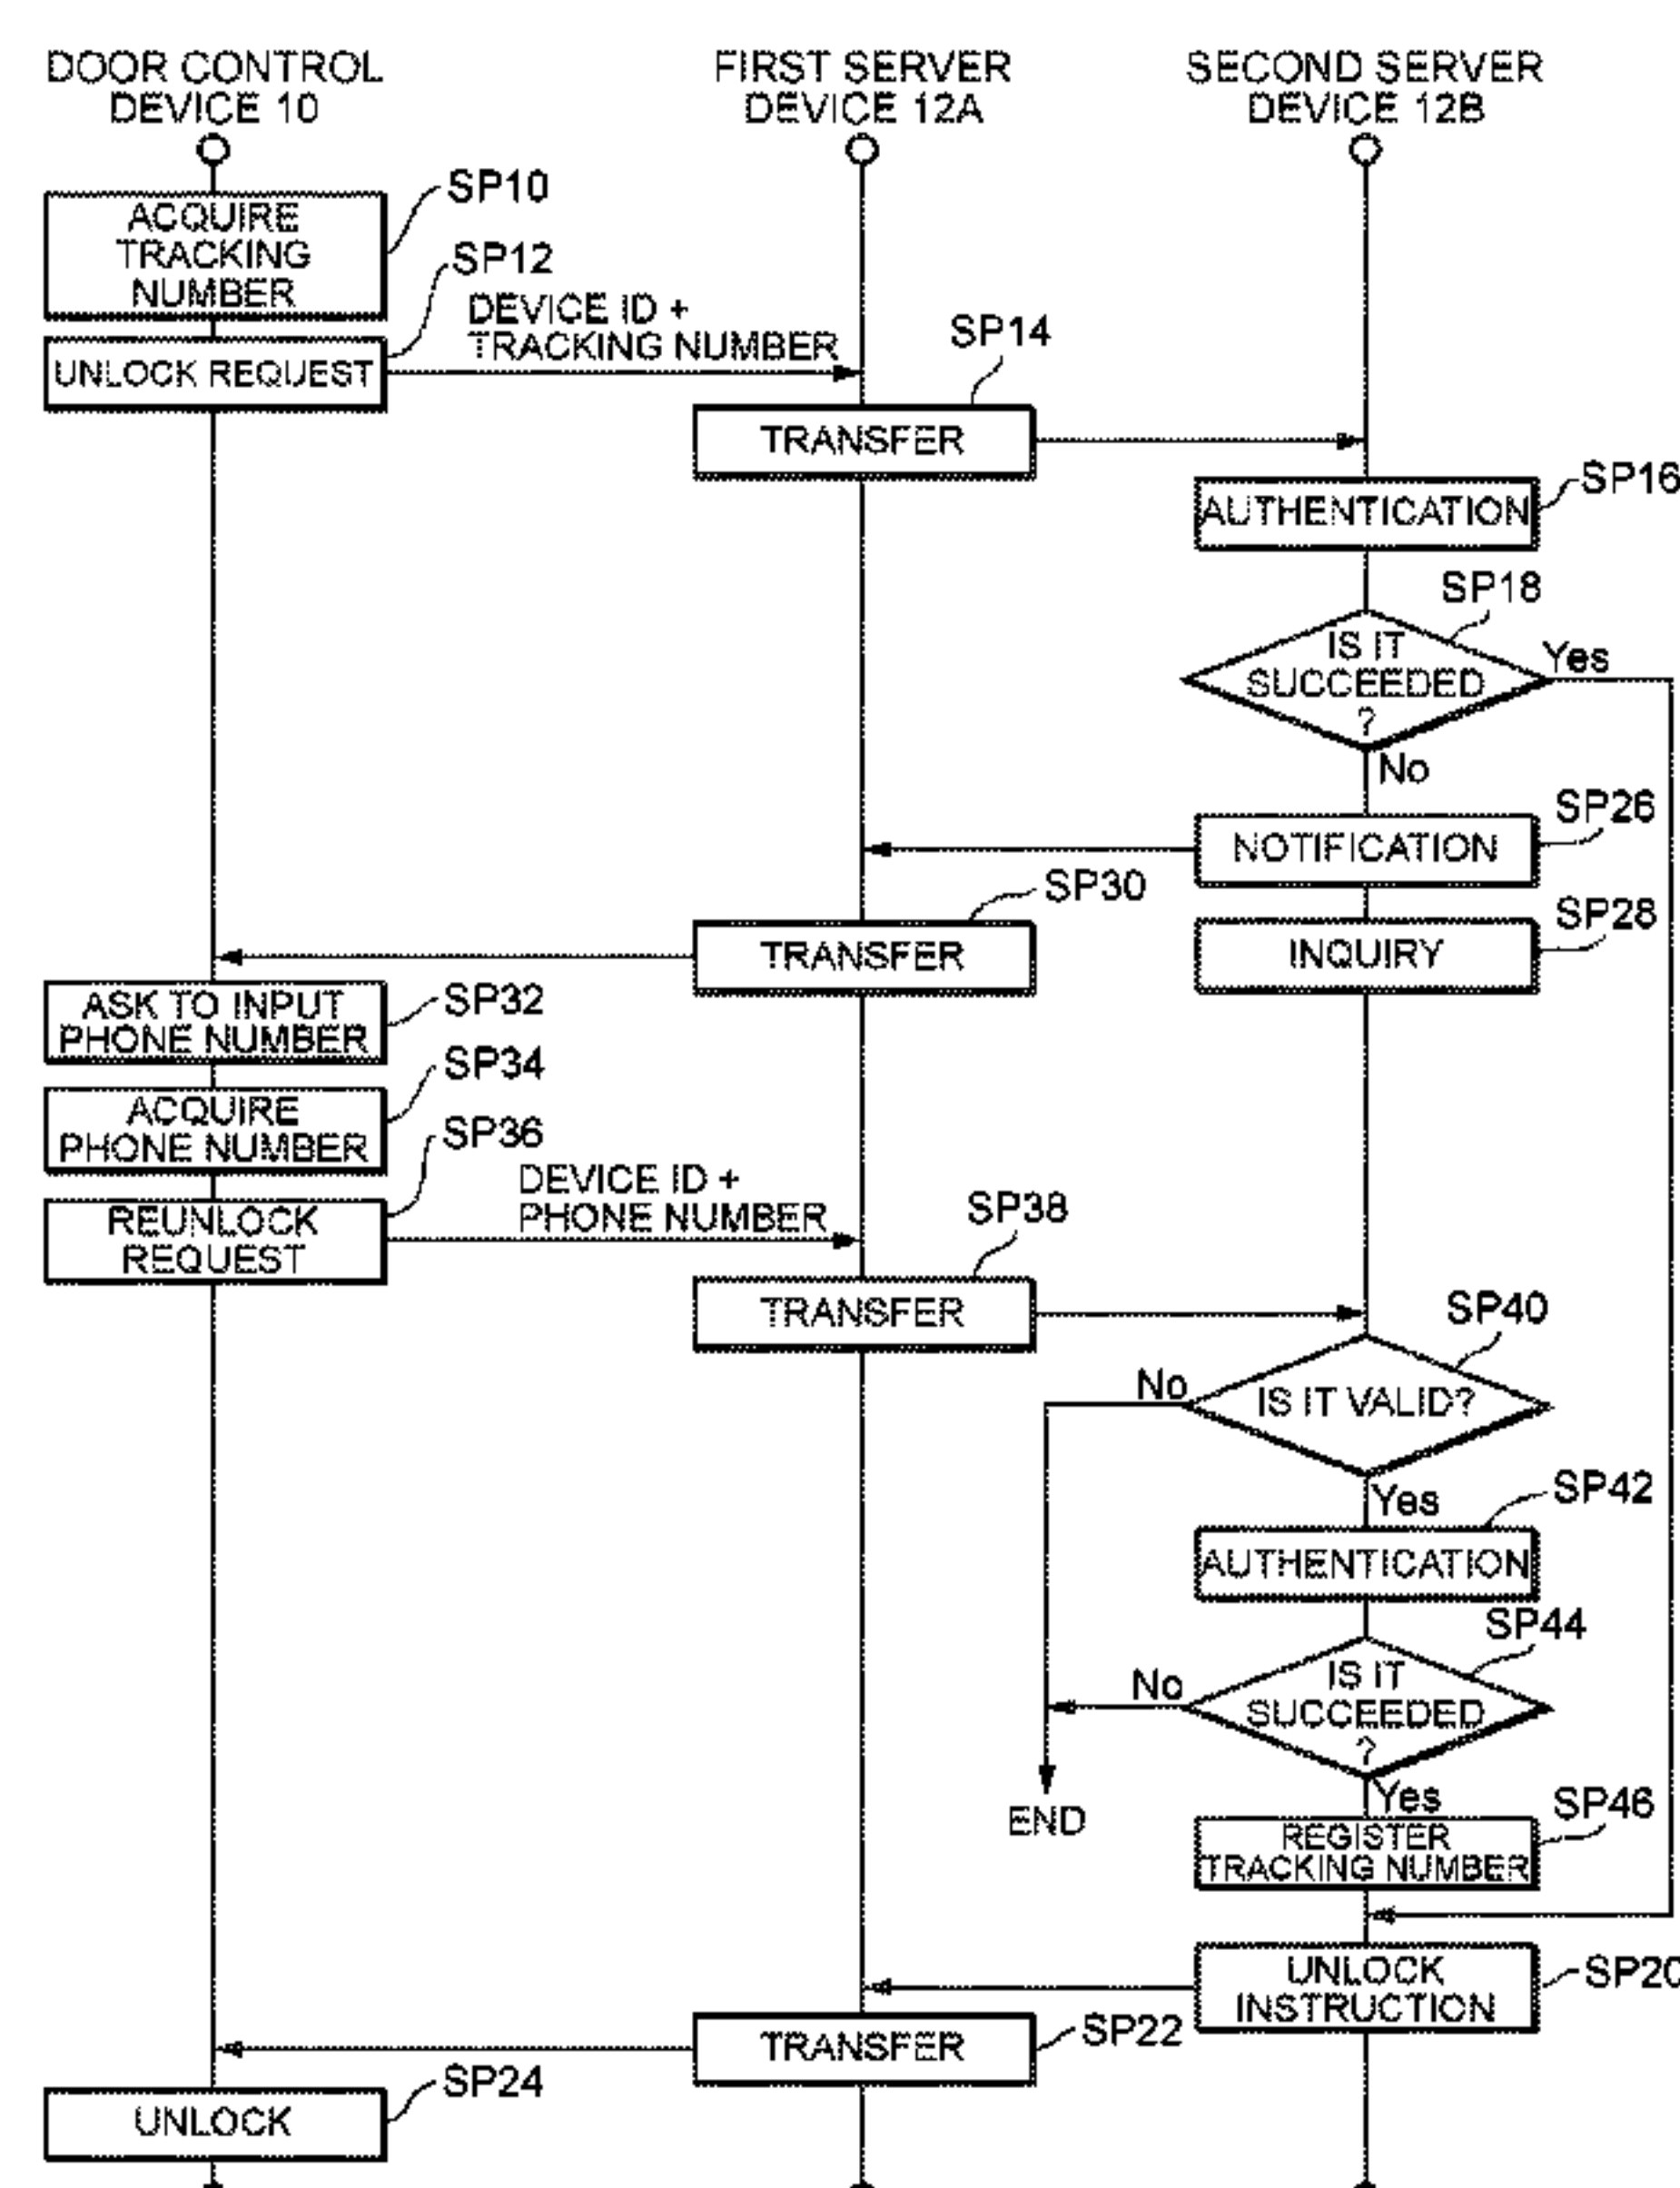 DOOR CONTROL
DEVICE 10
FIRST SERVER
DEVICE 12A
SECOND SERVER
DEVICE 12B
SP10
ACQUIRE
TRACKING
NUMBER
SP12
DEVICE ID +
TRACKING NUMBER
UNLOCK REQUEST
SP14
TRANSFER
SP16
AUTHENTICATION
SP18
IS IT
SUCCEEDED
?
Yes
No
SP26
NOTIFICATION
SP30
TRANSFER
SP28
INQUIRY
SP32
ASK TO INPUT
PHONE NUMBER
SP34
ACQUIRE
PHONE NUMBER
SP36
REUNLOCK
REQUEST
DEVICE ID +
PHONE NUMBER
SP38
TRANSFER
SP40
IS IT VALID?
No
Yes
SP42
AUTHENTICATION
SP44
IS IT
SUCCEEDED
?
No
Yes
END
SP46
REGISTER
TRACKING NUMBER
UNLOCK
INSTRUCTION
SP20
TRANSFER
SP22
SP24
UNLOCK